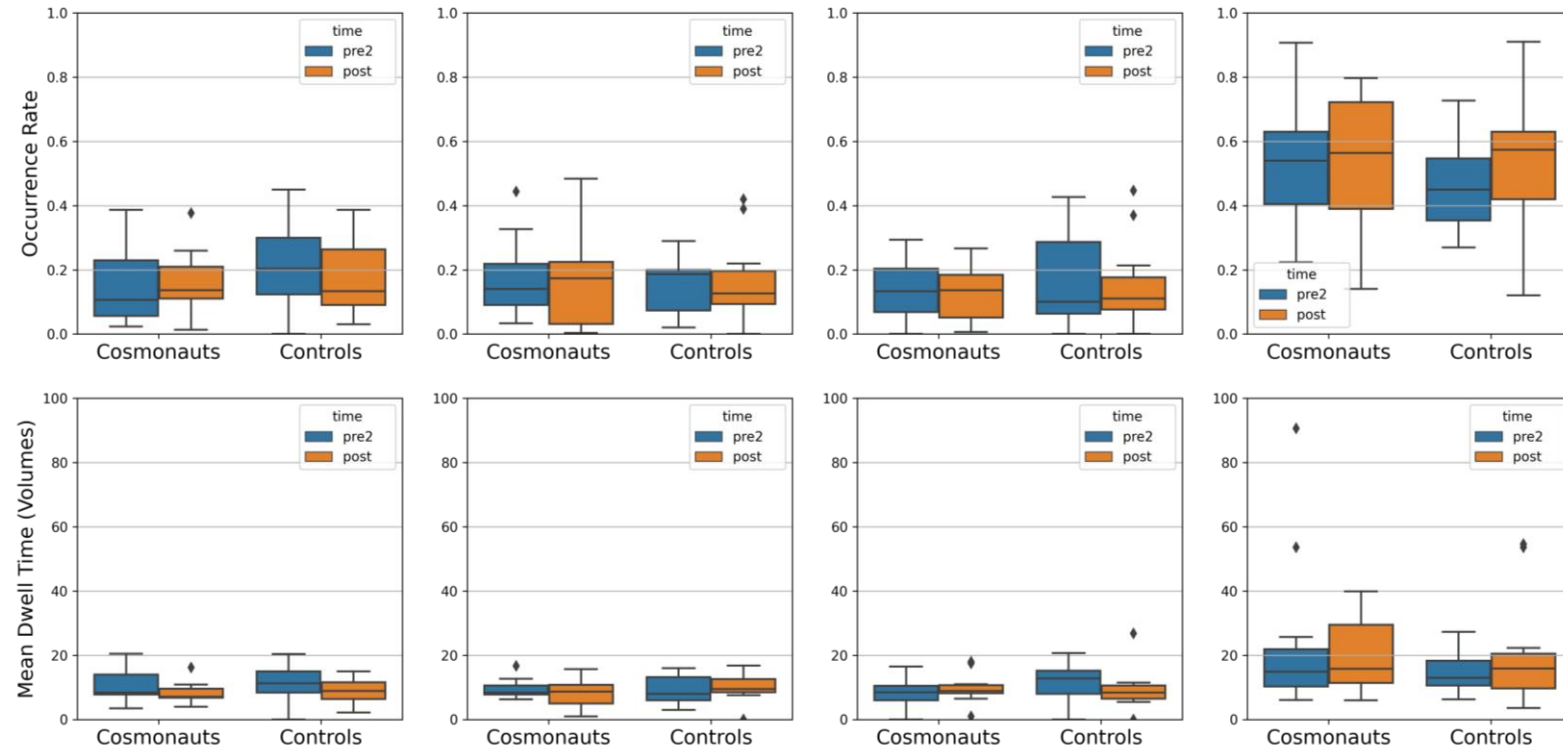 Occurrence Rate
1.0
0.8
0.6
0.4
0.2
0.0
time
pre2
post
Cosmonauts Controls
1.0
0.8
0.6
0.4
0.2
0.0
time
pre2
post
Cosmonauts Controls
1.0
0.8
0.6
0.4
0.2
0.0
time
pre2
post
Cosmonauts Controls
1.0
0.8
0.6
0.4
0.2
0.0
time
pre2
post
Cosmonauts Controls
Mean Dwell Time (Volumes)
100
80
60
40
20
0
time
pre2
post
Cosmonauts Controls
100
80
60
40
20
0
time
pre2
post
Cosmonauts Controls
100
80
60
40
20
0
time
pre2
post
Cosmonauts Controls
100
80
60
40
20
0
time
pre2
post
Cosmonauts Controls